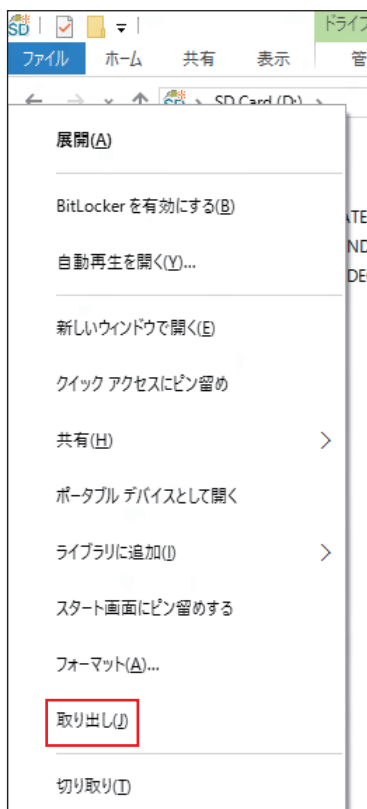 SD
ドライブ
ファイル ホーム 共有 表示 管
SD Card (D:)
展開(A)
BitLocker を有効にする(B)
自動再生を開く(Y)...
新しいウィンドウで開く(E)
クイック アクセスにピン留め
共有(H)
ポータブル デバイスとして開く
ライブラリに追加(I)
スタート画面にピン留めする
フォーマット(A)...
取り出し(J)
切り取り(T)